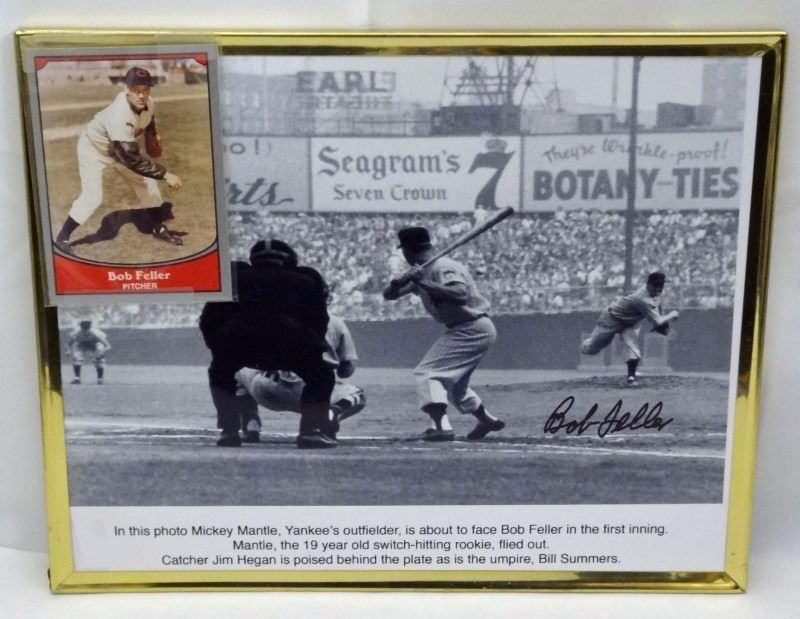 Bob Feller
PITCHER
EARL
o!)
rts
Seagram's
Seven Crown
7
They're Wrinkle-proof!
BOTANY-TIES
Bob Feller
In this photo Mickey Mantle, Yankee's outfielder, is about to face Bob Feller in the first inning.
Mantle, the 19 year old switch-hitting rookie, flied out.
Catcher Jim Hegan is poised behind the plate as is the umpire, Bill Summers.